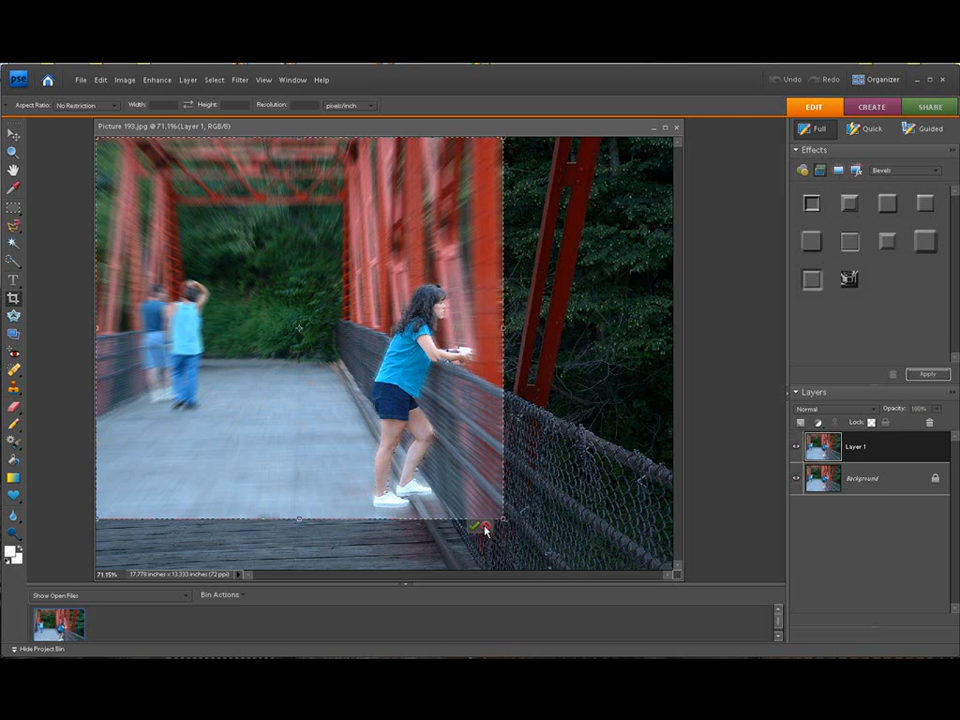 pse File Edit Image Enhance Layer Select Filter View Window Help Undo Redo Organizer
Aspect Ratio: No Restriction Width: Height: Resolution: pixels/inch EDIT CREATE SHARE
Picture 193.jpg @ 71.1%(Layer 1, RGB/8)
Full Quick Guided
Effects
Bevels
Apply
Layers
Normal Opacity: 100%
Lock:
Layer 1
Background
71.15% 17.778 inches x 13.333 inches (72 ppi)
Show Open Files Bin Actions
Hide Project Bin